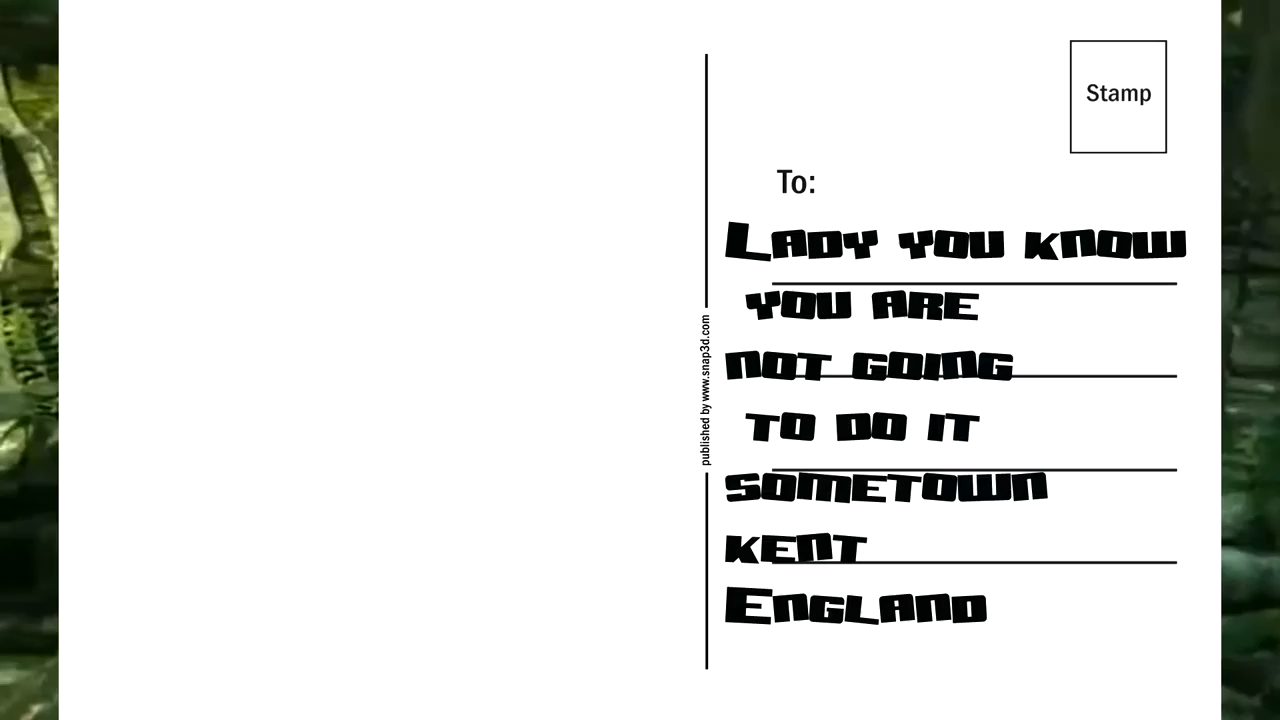 Stamp
To:
Lady you know
you are
not going
to do it
sometown
kent
England
published by www.snap3d.com